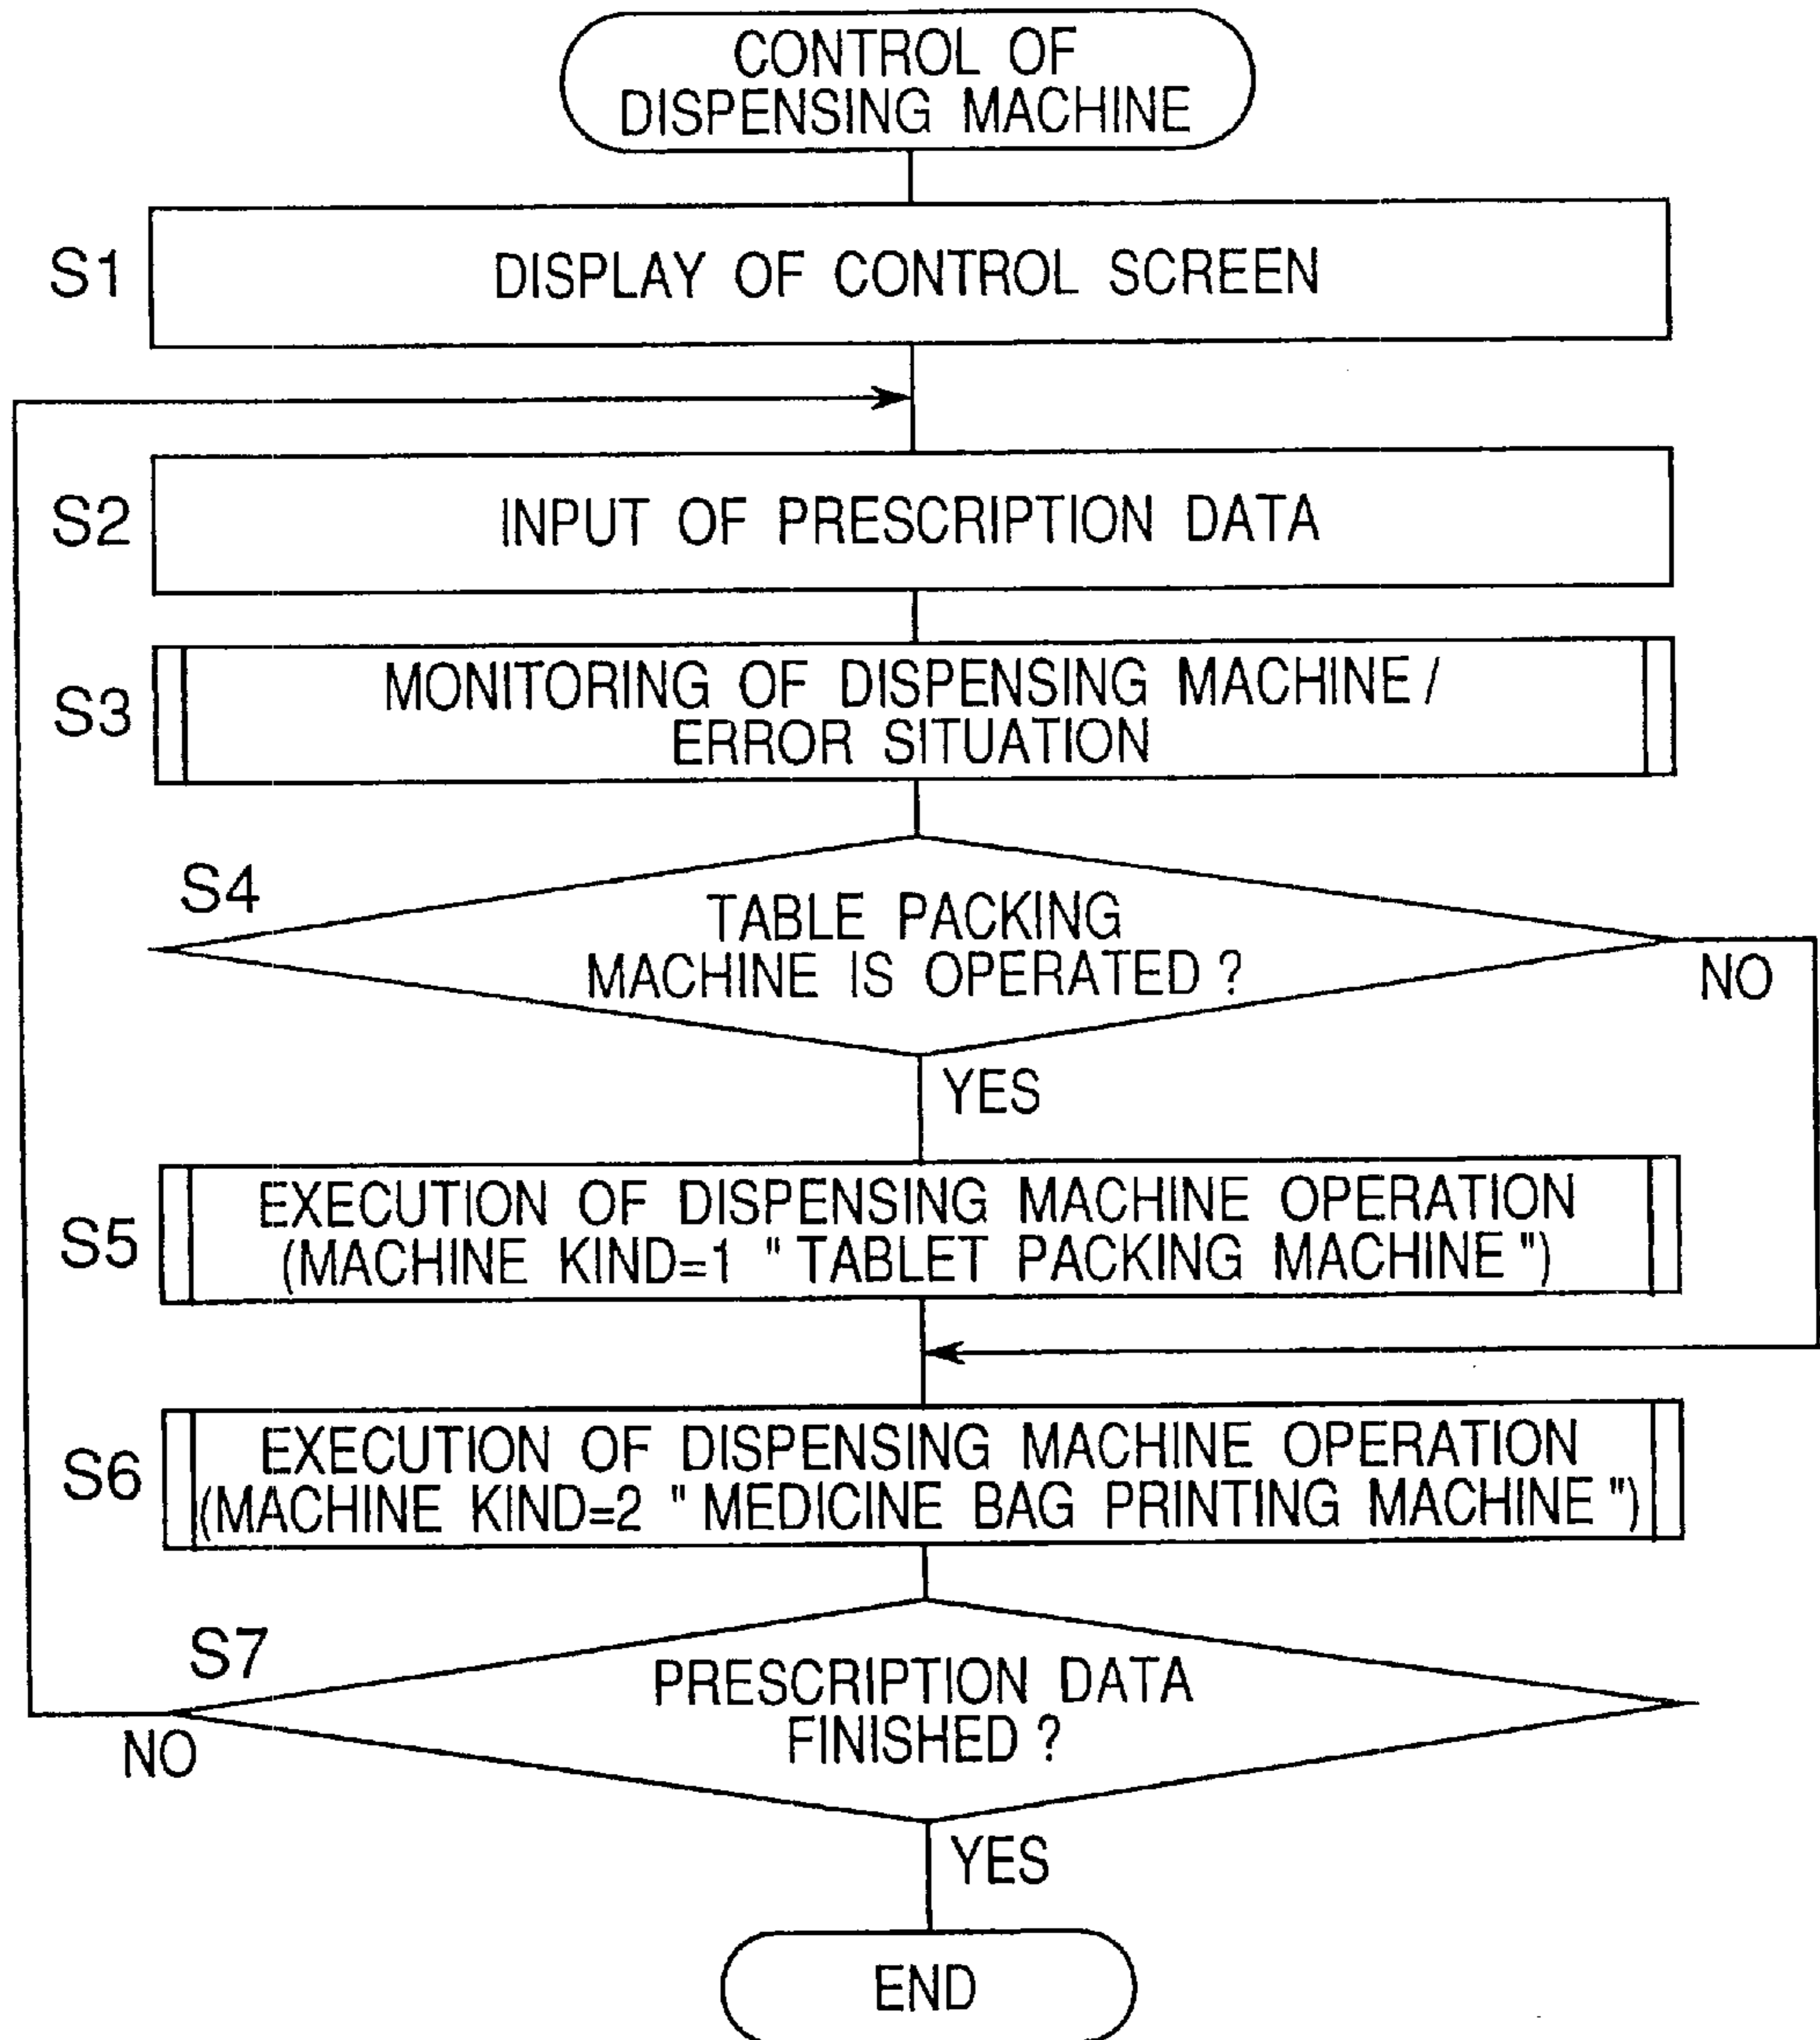 CONTROL OF
DISPENSING MACHINE
S1
DISPLAY OF CONTROL SCREEN
S2
INPUT OF PRESCRIPTION DATA
S3
MONITORING OF DISPENSING MACHINE /
ERROR SITUATION
S4
TABLE PACKING
MACHINE IS OPERATED ?
NO
YES
S5
EXECUTION OF DISPENSING MACHINE OPERATION
(MACHINE KIND=1 " TABLET PACKING MACHINE ")
S6
EXECUTION OF DISPENSING MACHINE OPERATION
(MACHINE KIND=2 " MEDICINE BAG PRINTING MACHINE ")
S7
PRESCRIPTION DATA
FINISHED ?
NO
YES
END